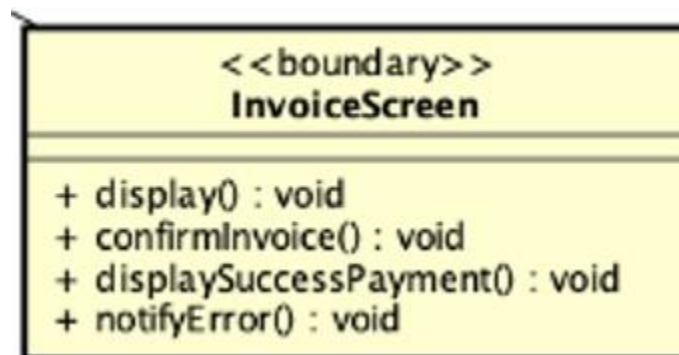 <<boundary>>
InvoiceScreen
+ display() : void
+ confirmInvoice() : void
+ displaySuccessPayment() : void
+ notifyError() : void